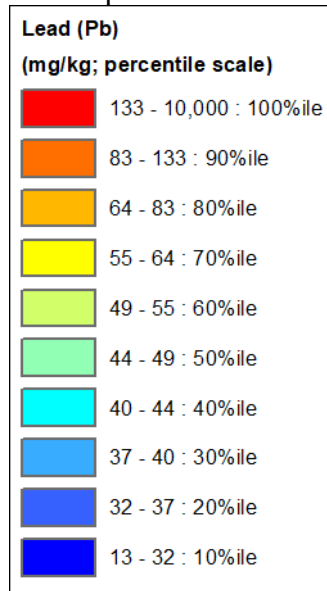 Lead (Pb)
(mg/kg; percentile scale)
133 - 10,000 : 100%ile
83 - 133 : 90%ile
64 - 83 : 80%ile
55 - 64 : 70%ile
49 - 55 : 60%ile
44 - 49 : 50%ile
40 - 44 : 40%ile
37 - 40 : 30%ile
32 - 37 : 20%ile
13 - 32 : 10%ile